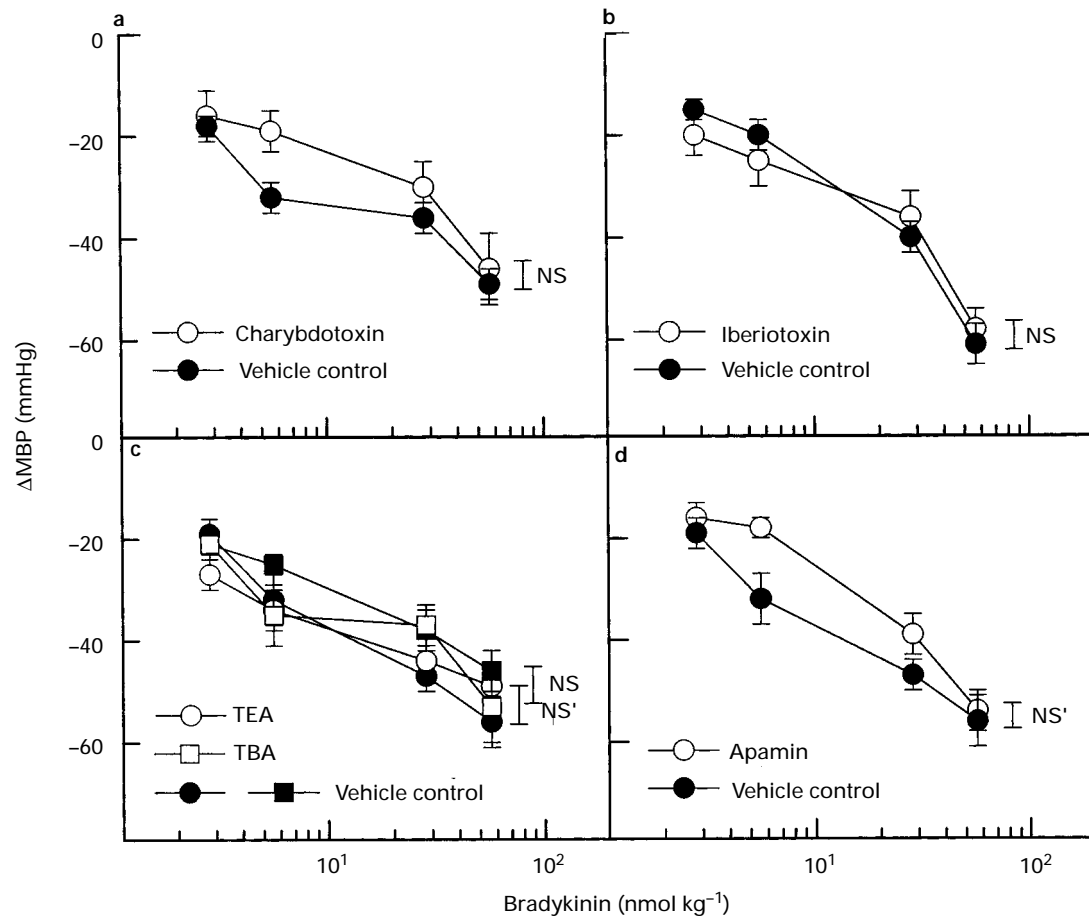 a
0
−20
−40
−60
NS
Charybdotoxin
Vehicle control
b
NS
Iberiotoxin
Vehicle control
ΔMBP (mmHg)
c
0
−20
−40
−60
NS
NS'
TEA
TBA
Vehicle control
10¹ 10²
d
NS'
Apamin
Vehicle control
10¹ 10²
Bradykinin (nmol kg⁻¹)